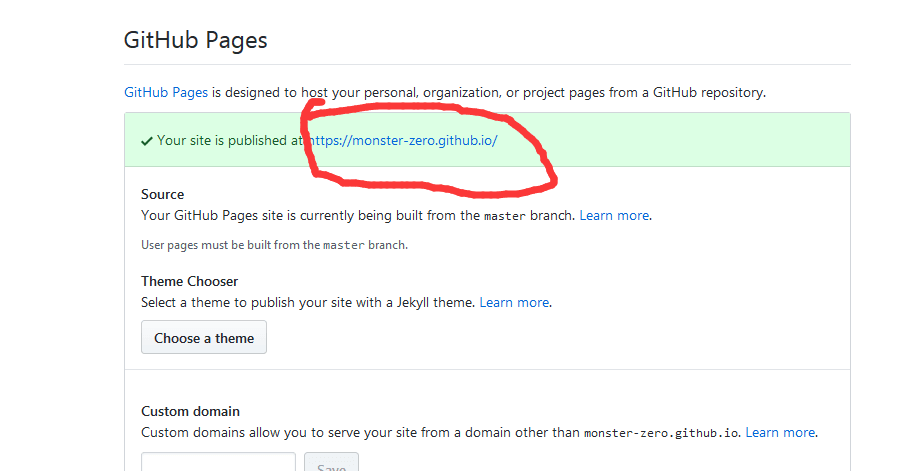 GitHub Pages
GitHub Pages is designed to host your personal, organization, or project pages from a GitHub repository.
✔ Your site is published at https://monster-zero.github.io/
Source
Your GitHub Pages site is currently being built from the master branch. Learn more.
User pages must be built from the master branch.
Theme Chooser
Select a theme to publish your site with a Jekyll theme. Learn more.
Choose a theme
Custom domain
Custom domains allow you to serve your site from a domain other than monster-zero.github.io. Learn more.
Save